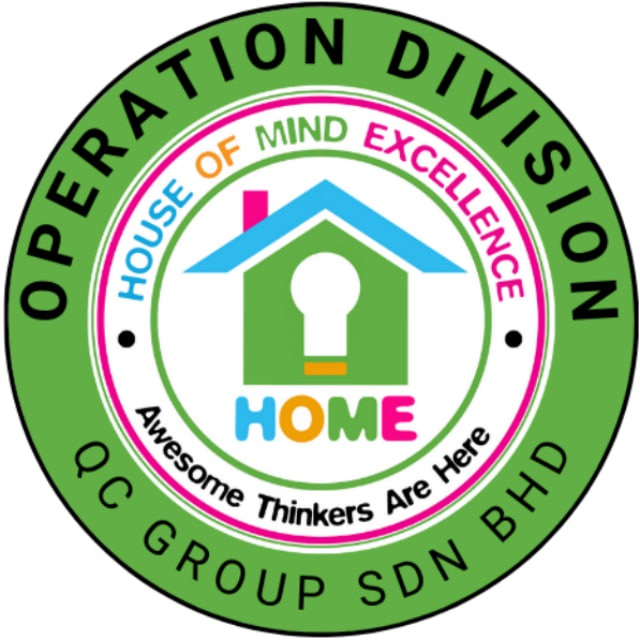 OPERATION DIVISION
HOUSE OF MIND EXCELLENCE
HOME
Awesome Thinkers Are Here
QC GROUP SDN BHD